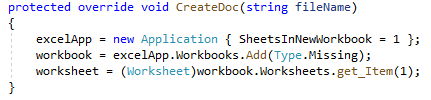 protected override void CreateDoc(string fileName)
{
excelApp = new Application { SheetsInNewWorkbook = 1 };
workbook = excelApp.Workbooks.Add(Type.Missing);
worksheet = (Worksheet)workbook.Worksheets.get_Item(1);
}